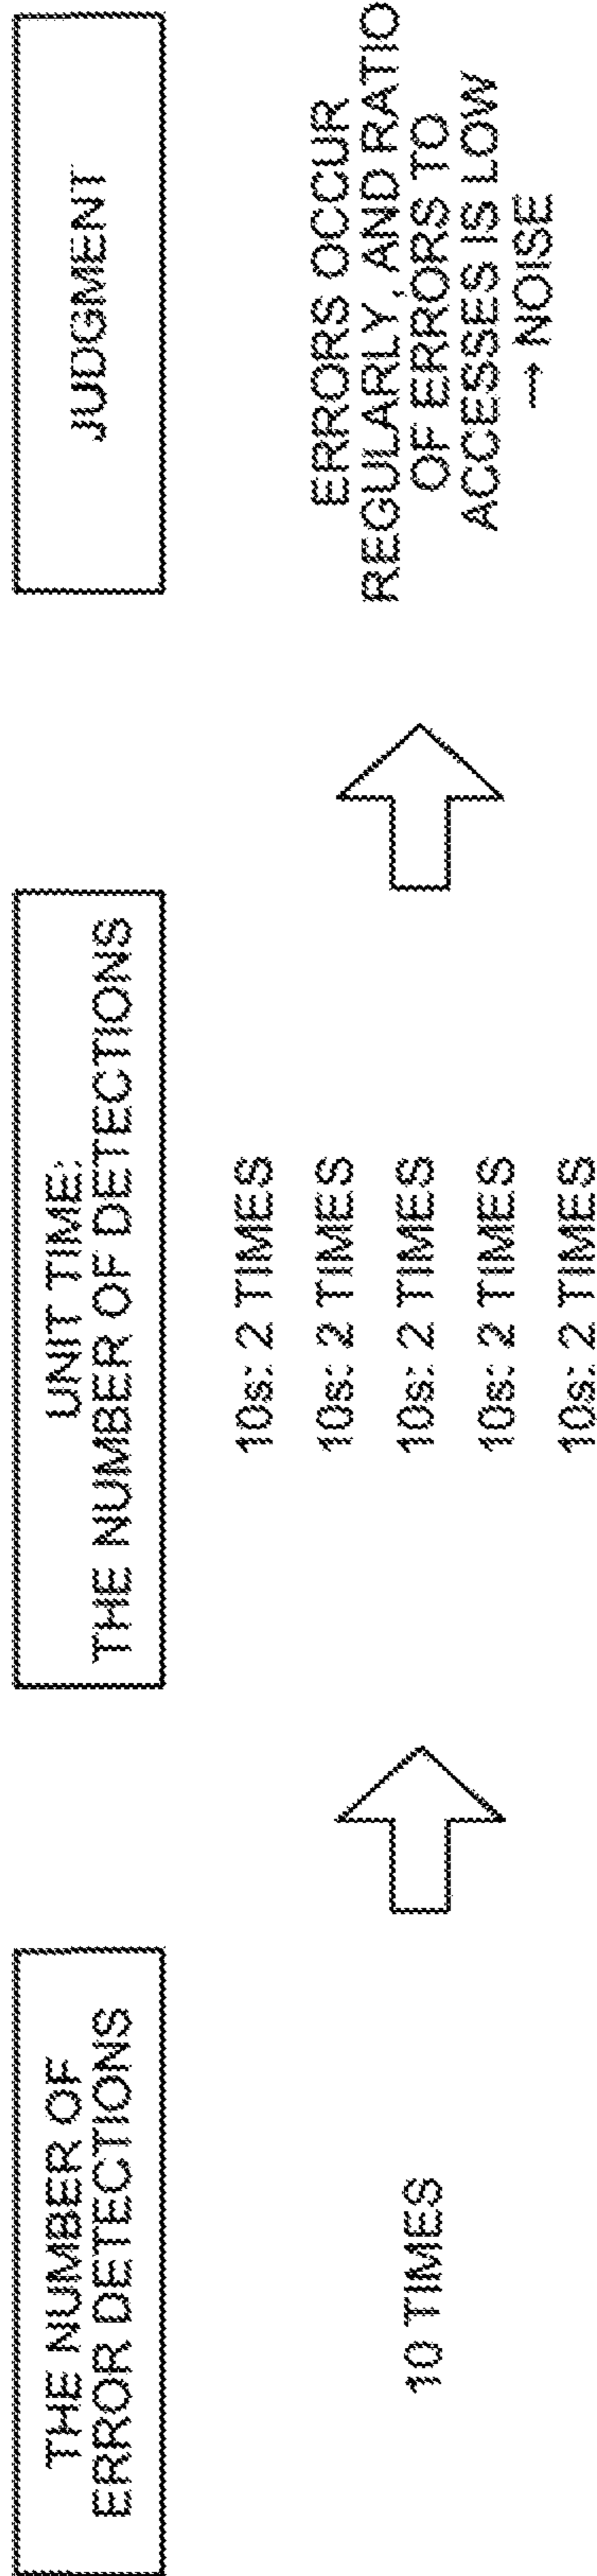 THE NUMBER OF
ERROR DETECTIONS
10 TIMES
UNIT TIME:
THE NUMBER OF DETECTIONS
10s: 2 TIMES
10s: 2 TIMES
10s: 2 TIMES
10s: 2 TIMES
10s: 2 TIMES
JUDGMENT
ERRORS OCCUR
REGULARLY, AND RATIO
OF ERRORS TO
ACCESSES IS LOW
→ NOISE